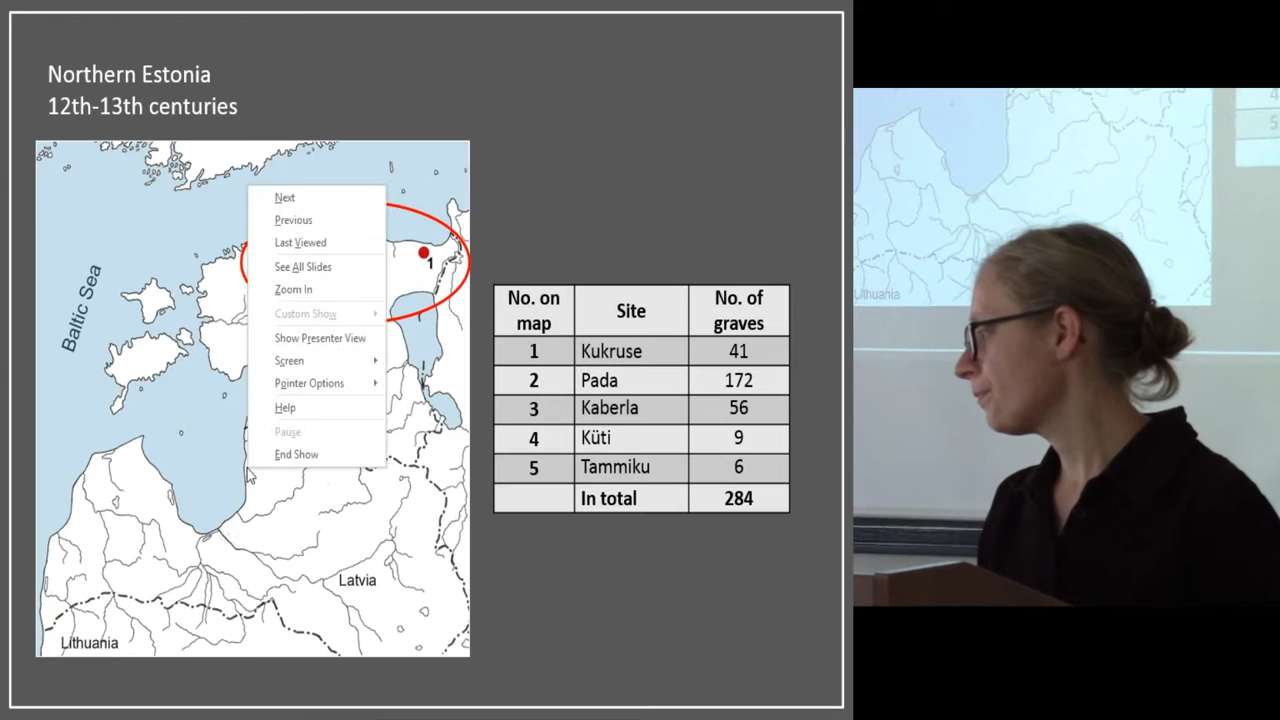 Northern Estonia
12th-13th centuries
Baltic Sea
Next
Previous
Last Viewed
See All Slides
Zoom In
Custom Show
Show Presenter View
Screen
Pointer Options
Help
Pause
End Show
1
Latvia
Lithuania
No. on map Site No. of graves
1 Kukruse 41
2 Pada 172
3 Kaberla 56
4 Küti 9
5 Tammiku 6
In total 284
4
5
Lithuania